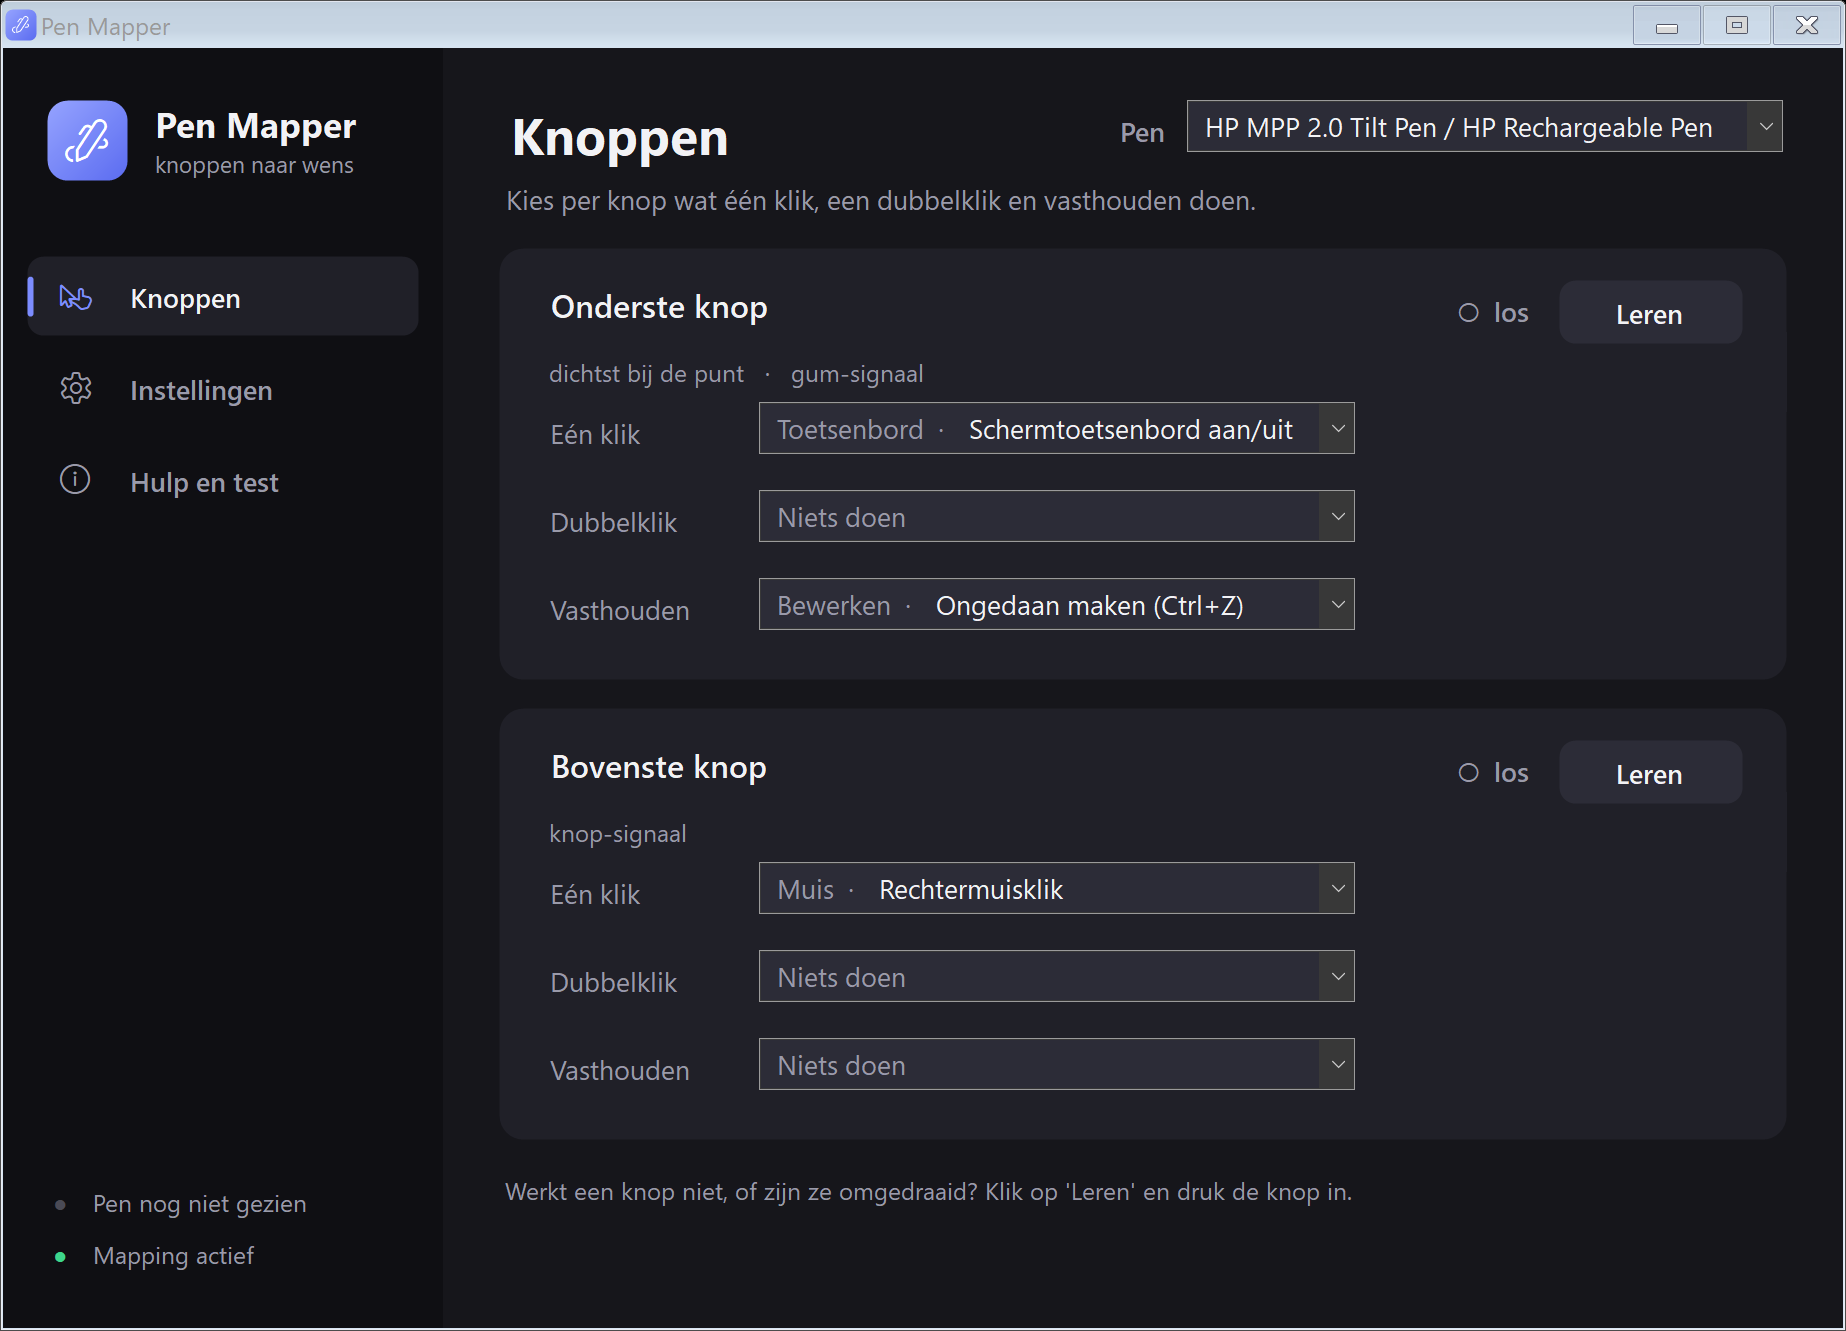 Pen Mapper
Pen Mapper
knoppen naar wens
Knoppen
Instellingen
Hulp en test
Pen nog niet gezien
Mapping actief
Knoppen
Pen
HP MPP 2.0 Tilt Pen / HP Rechargeable Pen
Kies per knop wat één klik, een dubbelklik en vasthouden doen.
Onderste knop
los
Leren
dichtst bij de punt · gum-signaal
Eén klik
Toetsenbord · Schermtoetsenbord aan/uit
Dubbelklik
Niets doen
Vasthouden
Bewerken · Ongedaan maken (Ctrl+Z)
Bovenste knop
los
Leren
knop-signaal
Eén klik
Muis · Rechtermuisklik
Dubbelklik
Niets doen
Vasthouden
Niets doen
Werkt een knop niet, of zijn ze omgedraaid? Klik op 'Leren' en druk de knop in.